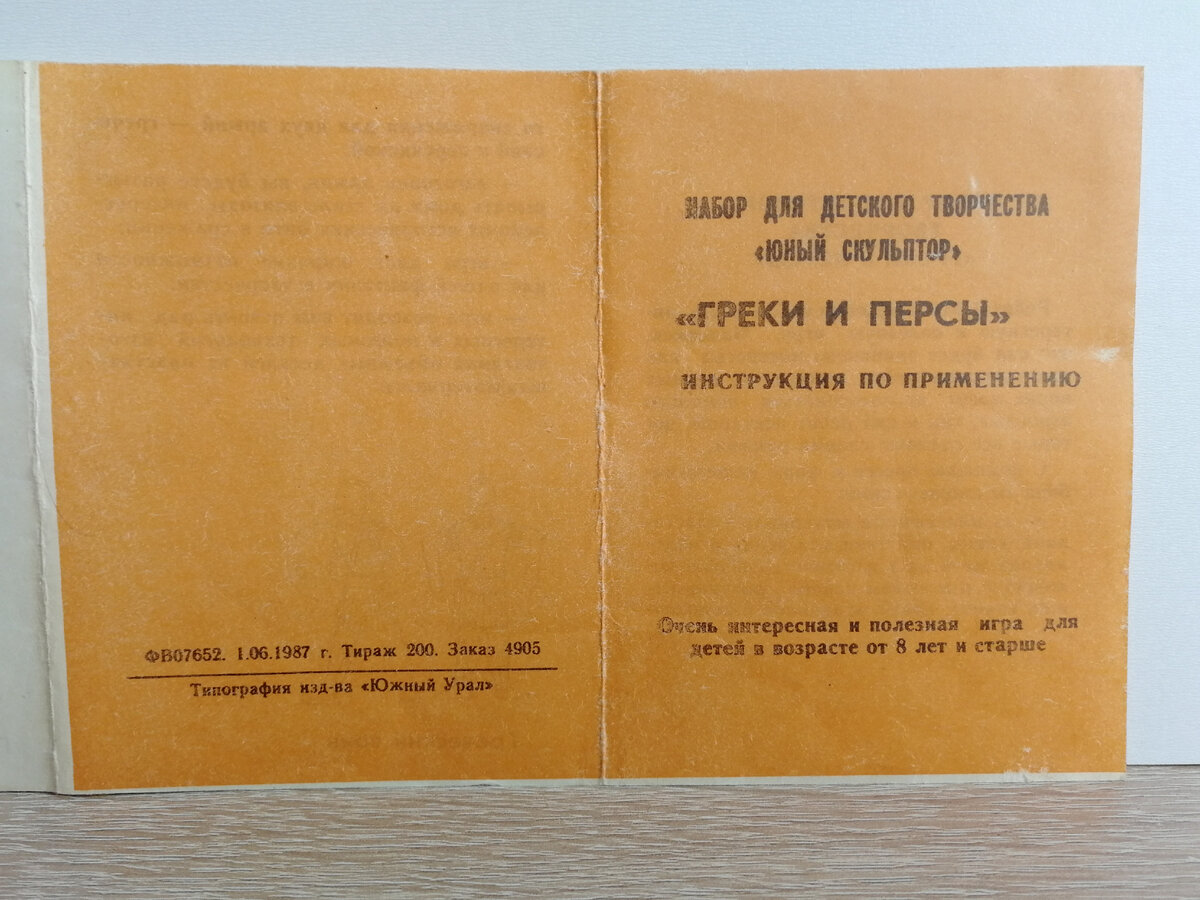 ФВ07652. 1.06.1987 г. Тираж 200. Заказ 4905
Типография изд-ва «Южный Урал»
НАБОР ДЛЯ ДЕТСКОГО ТВОРЧЕСТВА
«ЮНЫЙ СКУЛЬПТОР»
«ГРЕКИ И ПЕРСЫ»
ИНСТРУКЦИЯ ПО ПРИМЕНЕНИЮ
Очень интересная и полезная игра для
детей в возрасте от 8 лет и старше